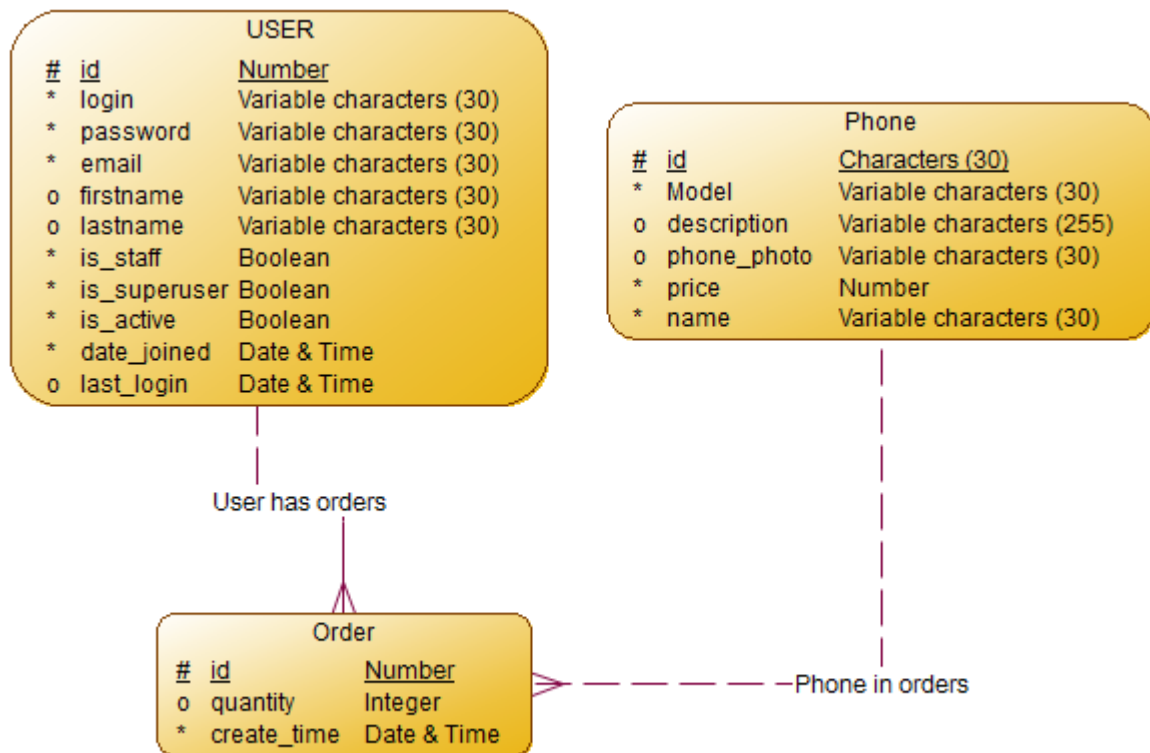 USER
# id Number
* login Variable characters (30)
* password Variable characters (30)
* email Variable characters (30)
o firstname Variable characters (30)
o lastname Variable characters (30)
* is_staff Boolean
* is_superuser Boolean
* is_active Boolean
* date_joined Date & Time
o last_login Date & Time
Phone
# id Characters (30)
* Model Variable characters (30)
o description Variable characters (255)
o phone_photo Variable characters (30)
* price Number
* name Variable characters (30)
User has orders
Order
# id Number
o quantity Integer
* create_time Date & Time
Phone in orders